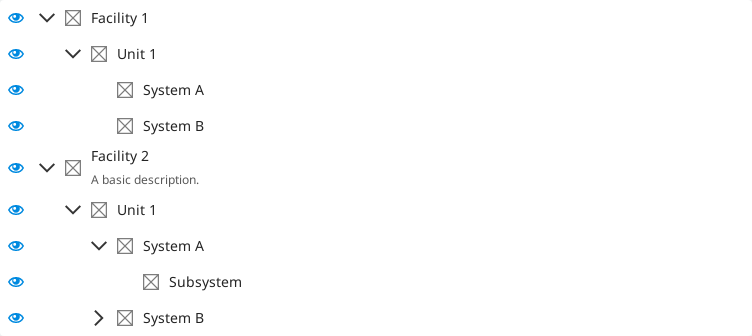 Facility 1
Unit 1
System A
System B
Facility 2
A basic description.
Unit 1
System A
Subsystem
System B